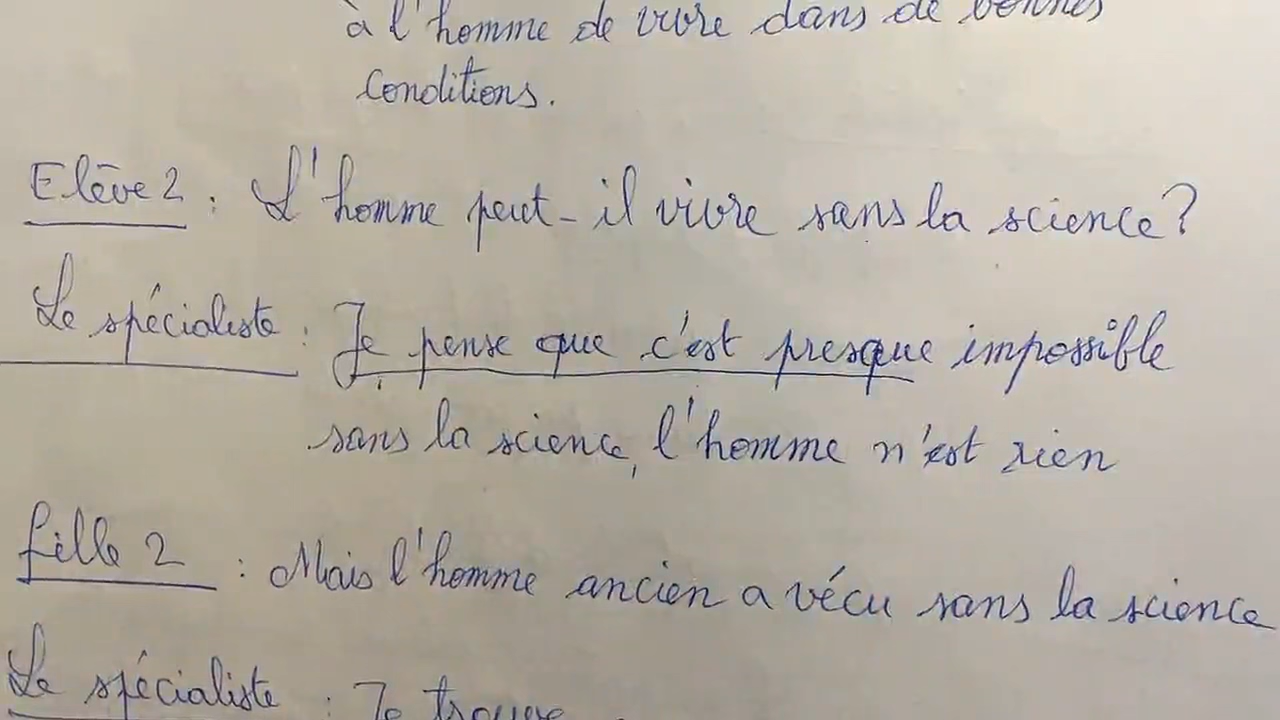 à l'homme de vivre dans de bonnes
conditions.
Elève 2 : L'homme peut-il vivre sans la science ?
Le spécialiste : Je pense que c'est presque impossible
sans la science, l'homme n'est rien
fille 2 : Mais l'homme ancien a vécu sans la science
Le spécialiste : Je trouve